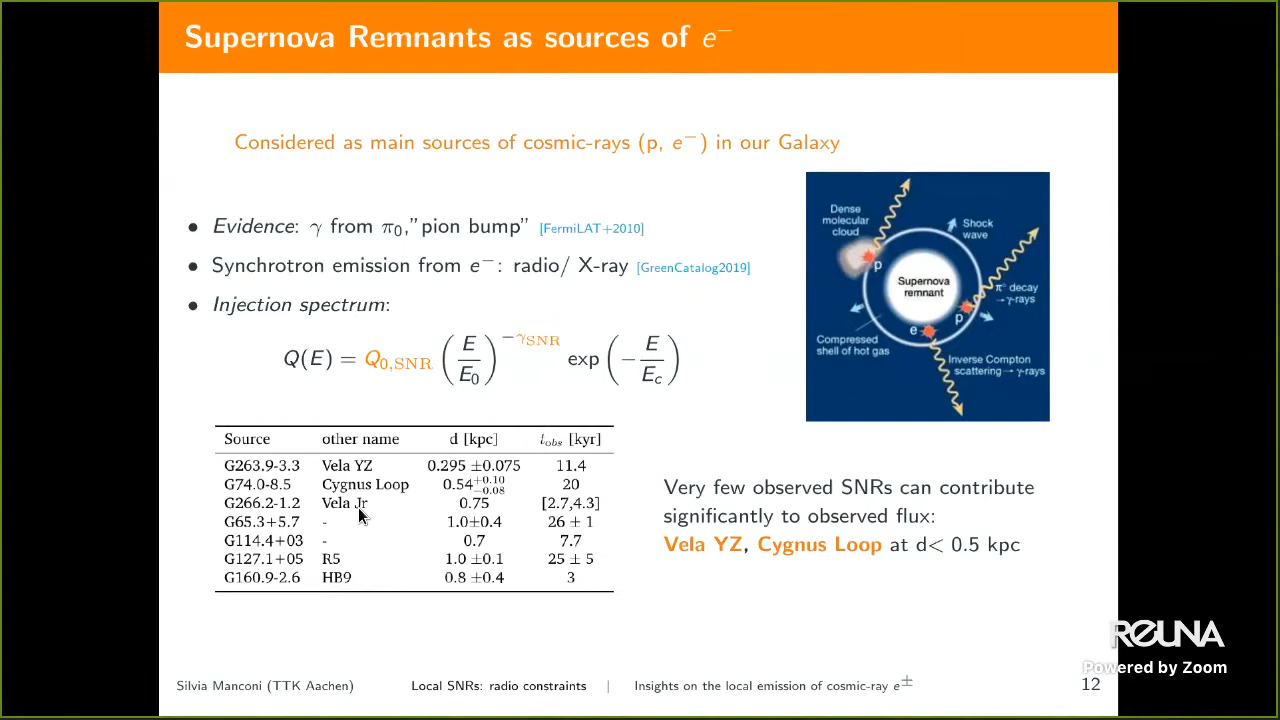 Supernova Remnants as sources of e⁻
Considered as main sources of cosmic-rays (p, e⁻) in our Galaxy
• Evidence: γ from π₀,"pion bump" [FermiLAT+2010]
• Synchrotron emission from e⁻: radio/ X-ray [GreenCatalog2019]
• Injection spectrum:
Q(E) = Q₀,SNR (E/E₀)^−γSNR exp(−E/Ec)
Dense
molecular
cloud
Shock
wave
p
Supernova
remnant
π° decay
→γ-rays
p
e
Compressed
shell of hot gas
Inverse Compton
scattering→γ-rays
Source other name d [kpc] tobs [kyr]
G263.9-3.3 Vela YZ 0.295 ±0.075 11.4
G74.0-8.5 Cygnus Loop 0.54+0.10−0.08 20
G266.2-1.2 Vela Jr 0.75 [2.7,4.3]
G65.3+5.7 - 1.0±0.4 26 ± 1
G114.4+03 - 0.7 7.7
G127.1+05 R5 1.0 ±0.1 25 ± 5
G160.9-2.6 HB9 0.8 ±0.4 3
Very few observed SNRs can contribute
significantly to observed flux:
Vela YZ, Cygnus Loop at d< 0.5 kpc
REUNA
Powered by Zoom
Silvia Manconi (TTK Aachen) Local SNRs: radio constraints | Insights on the local emission of cosmic-ray e± 12